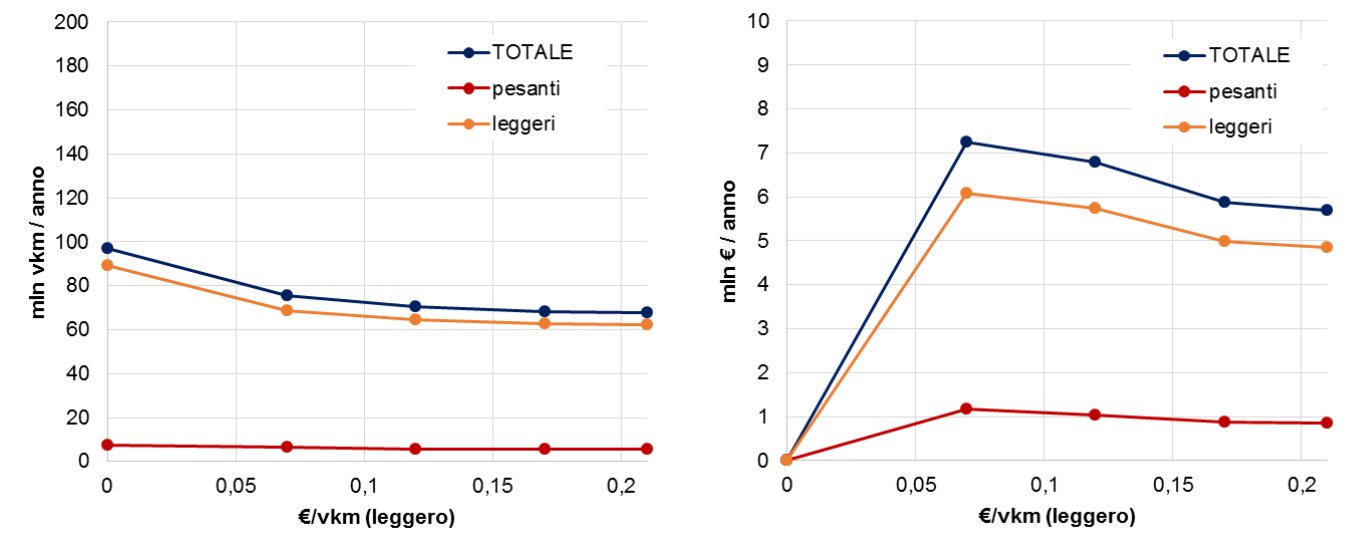 200
180
160
140
120
100
80
60
40
20
0
mln vkm / anno
TOTALE
pesanti
leggeri
0 0,05 0,1 0,15 0,2
€/vkm (leggero)
10
9
8
7
6
5
4
3
2
1
0
mln € / anno
TOTALE
pesanti
leggeri
0 0,05 0,1 0,15 0,2
€/vkm (leggero)